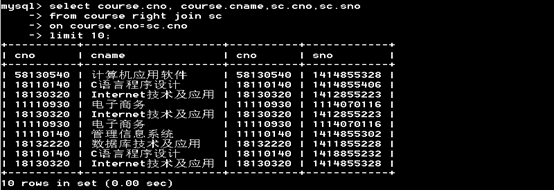 mysql> select course.cno, course.cname,sc.cno,sc.sno
-> from course right join sc
-> on course.cno=sc.cno
-> limit 10;
+----------+--------------------+----------+------------+
| cno | cname | cno | sno |
+----------+--------------------+----------+------------+
| 58130540 | 计算机应用软件 | 58130540 | 1414855328 |
| 18110140 | C语言程序设计 | 18110140 | 1414855406 |
| 18130320 | Internet技术及应用 | 18130320 | 1412855223 |
| 11110930 | 电子商务 | 11110930 | 1114070116 |
| 18130320 | Internet技术及应用 | 18130320 | 1412855223 |
| 11110930 | 电子商务 | 11110930 | 1114070116 |
| 11110140 | 管理信息系统 | 11110140 | 1414855302 |
| 18132220 | 数据库技术及应用 | 18132220 | 1411855228 |
| 18110140 | C语言程序设计 | 18110140 | 1418855232 |
| 18130320 | Internet技术及应用 | 18130320 | 1414855328 |
+----------+--------------------+----------+------------+
10 rows in set (0.00 sec)